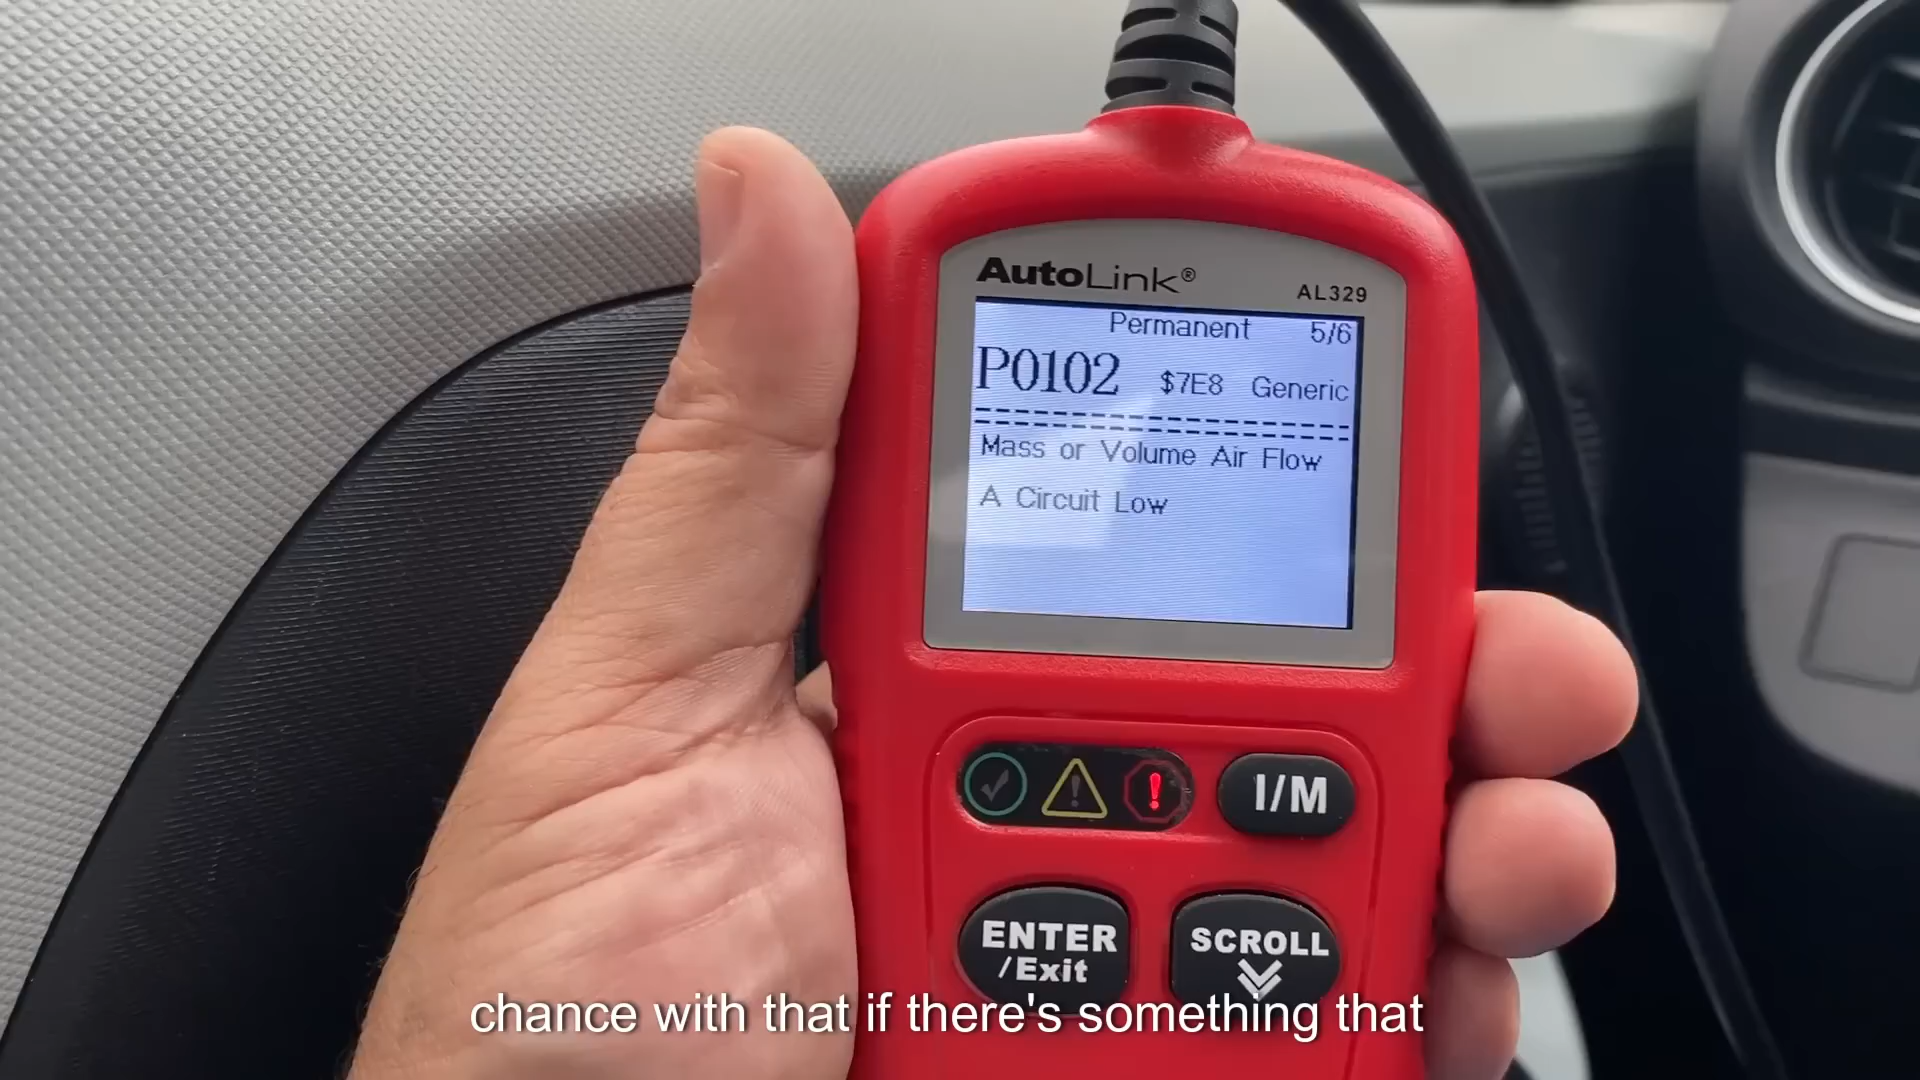 AutoLink®
AL329
Permanent 5/6
P0102 $7E8 Generic
Mass or Volume Air Flow
A Circuit Low
I/M
ENTER
/Exit
SCROLL
chance with that if there's something that